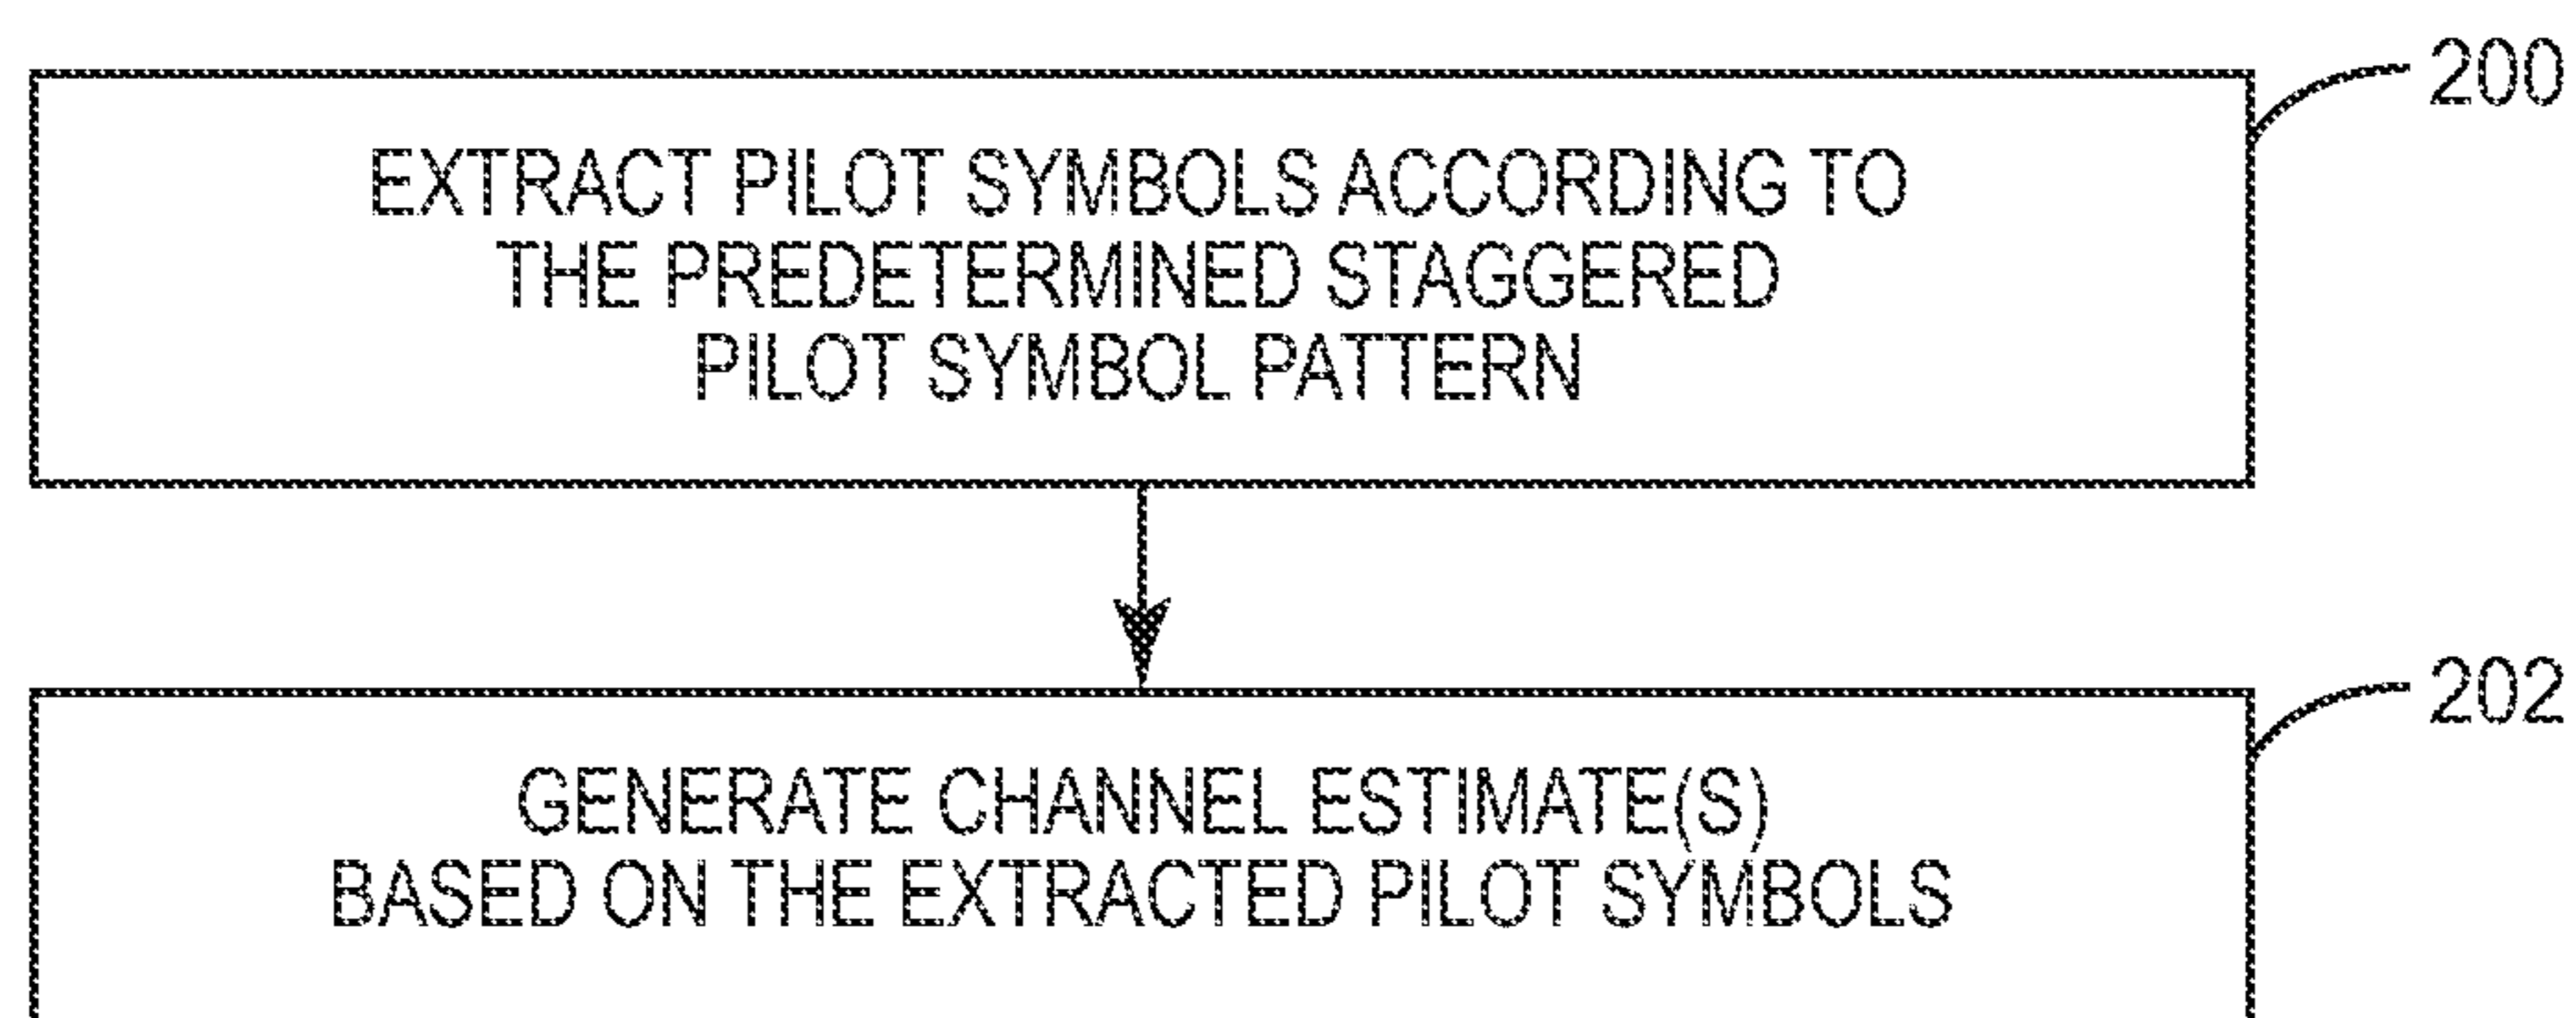 200
EXTRACT PILOT SYMBOLS ACCORDING TO
THE PREDETERMINED STAGGERED
PILOT SYMBOL PATTERN
202
GENERATE CHANNEL ESTIMATE(S)
BASED ON THE EXTRACTED PILOT SYMBOLS